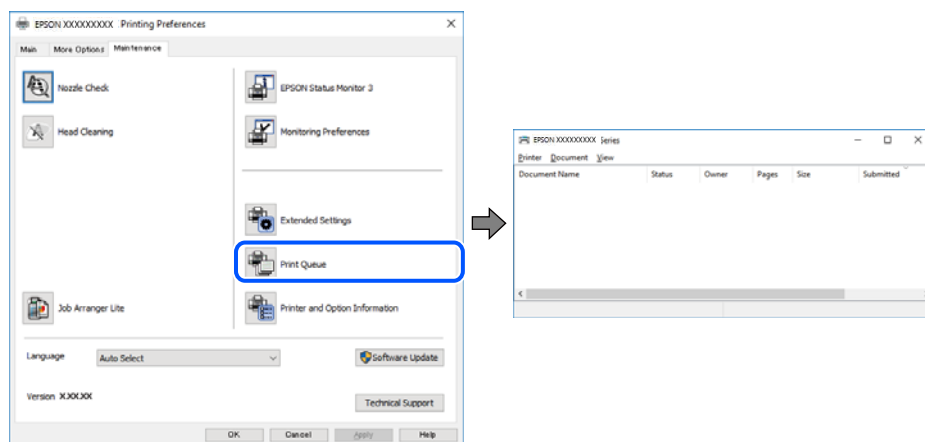 EPSON XXXXXXXXX Printing Preferences
Main More Options Maintenance
Nozzle Check
Head Cleaning
Job Arranger Lite
EPSON Status Monitor 3
Monitoring Preferences
Extended Settings
Print Queue
Printer and Option Information
Language Auto Select Software Update
Version X.XX.XX
Technical Support
OK Cancel Apply Help
EPSON XXXXXXXXX Series
Printer Document View
Document Name Status Owner Pages Size Submitted